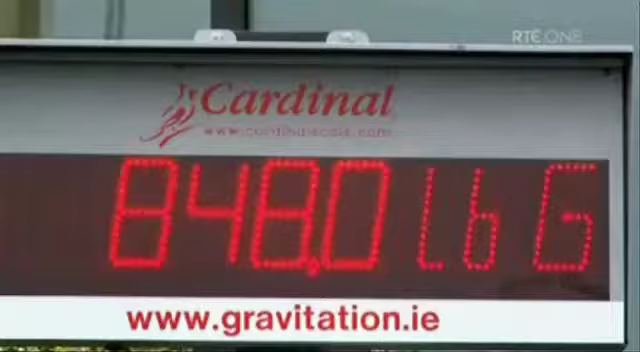 RTÉ ONE
Cardinal
www.cardinalscale.com
848.0 lb G
www.gravitation.ie